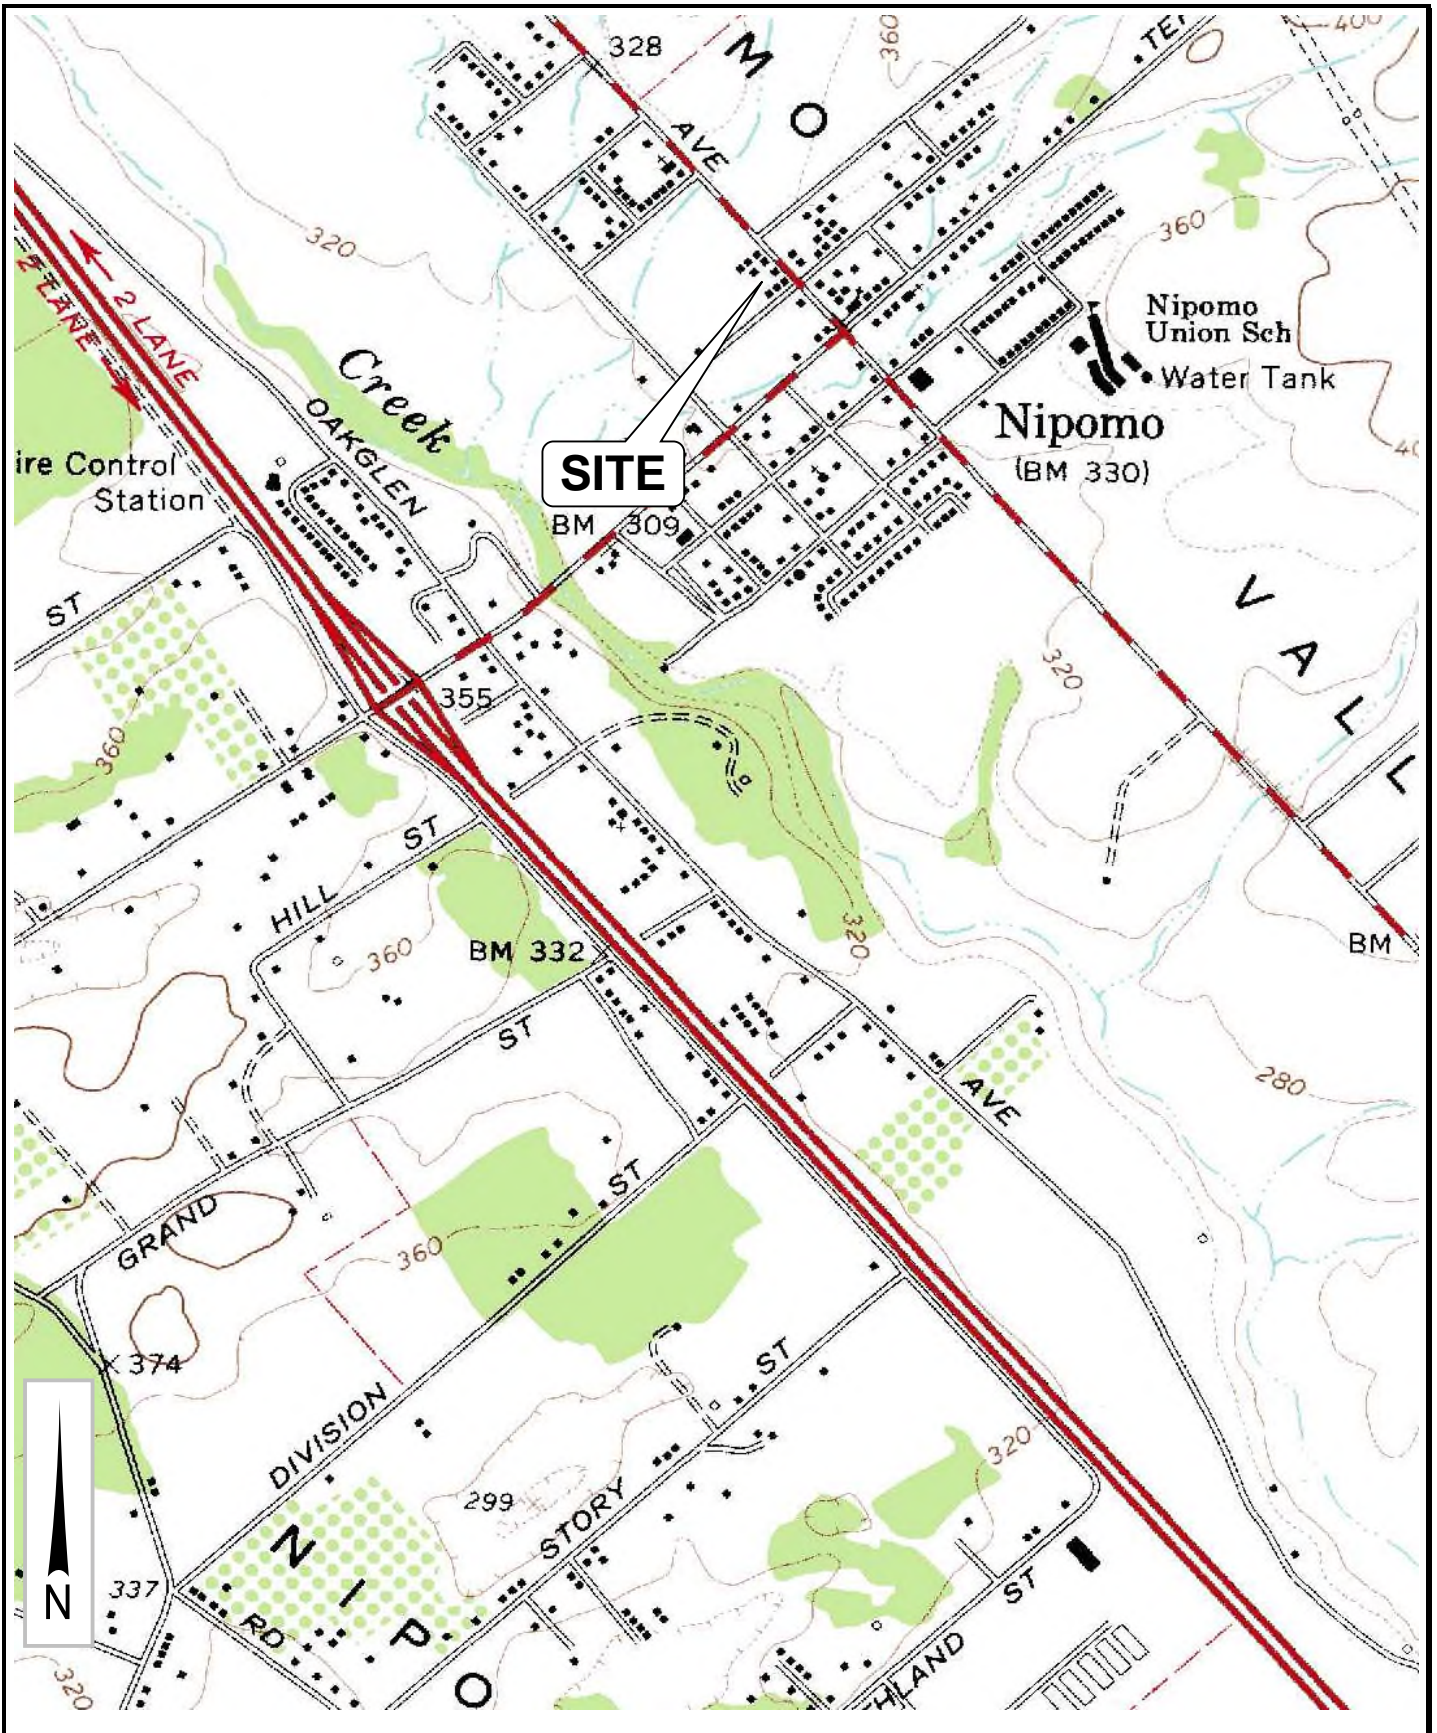 328
M
O
AVE
360
400
320
360
2 LANE
2 LANE
Nipomo
Union Sch
Water Tank
Creek
OAKGLEN
Nipomo
(BM 330)
ire Control
Station
SITE
BM 309
V
A
L
L
ST
320
355
360
ST
HILL
360
BM 332
320
BM
ST
280
AVE
ST
GRAND
360
374
ST
DIVISION
299
STORY
320
N
I
P
O
337
RD
ST
HLAND
320
N